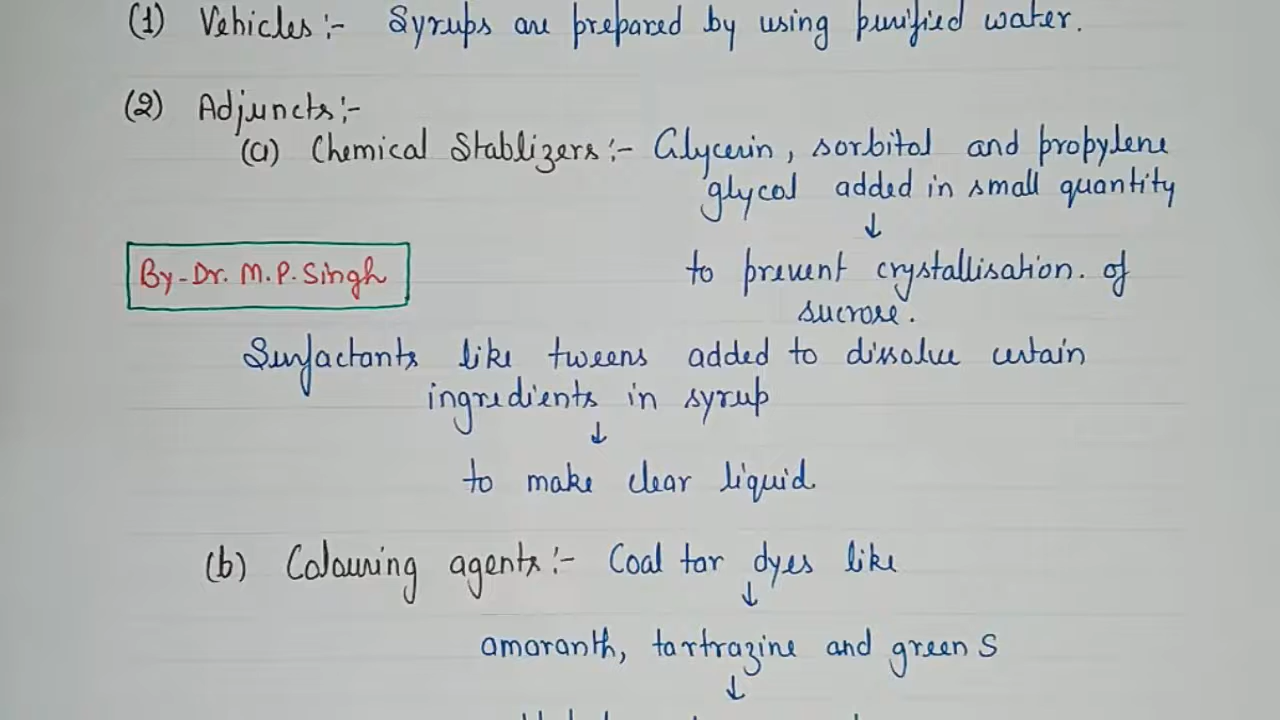 (1) Vehicles :- Syrups are prepared by using purified water.
(2) Adjuncts :-
(a) Chemical Stablizers :- Glycerin, sorbitol and propylene
glycol added in small quantity
↓
to prevent crystallisation. of
sucrose.
By - Dr. M. P. Singh
Surfactants like tweens added to dissolve certain
ingredients in syrup
↓
to make clear liquid
(b) Colouring agents :- Coal tar dyes like
↓
amaranth, tartrazine and green S
↓